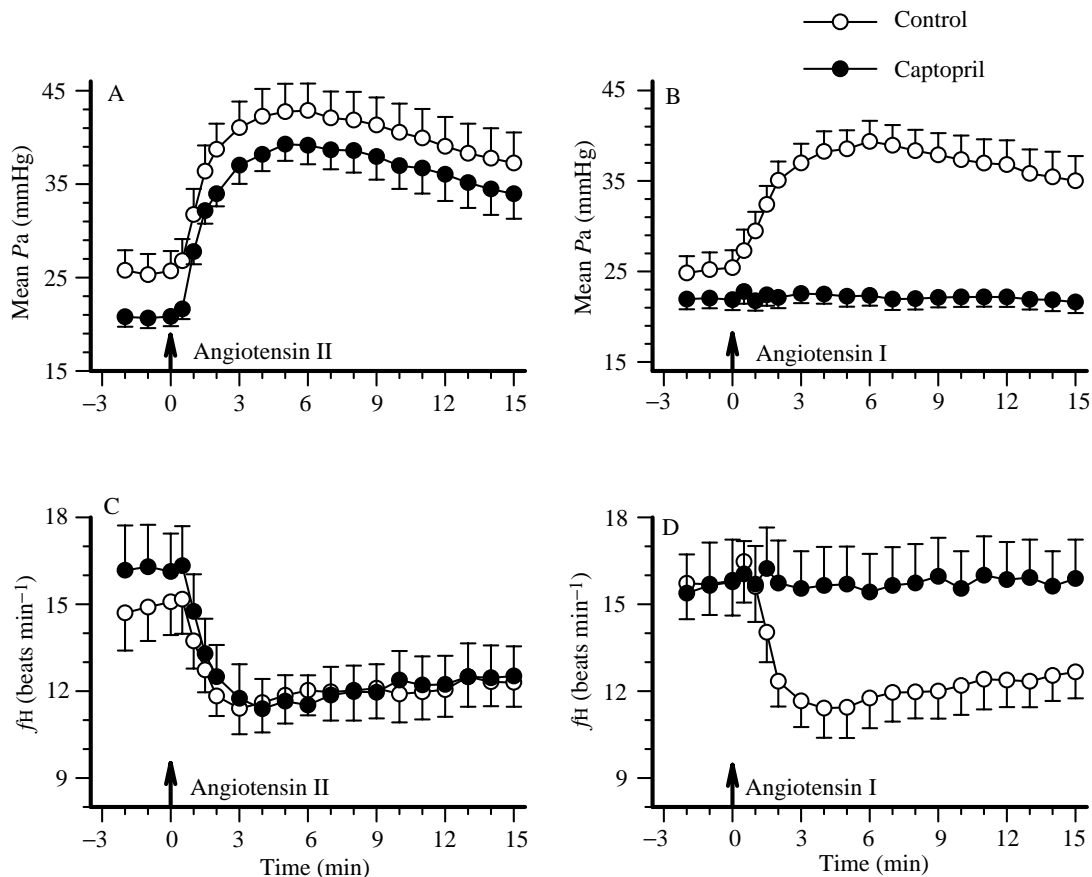 Control
Captopril
A
B
45
35
25
15
Mean Pa (mmHg)
Angiotensin II
−3 0 3 6 9 12 15
45
35
25
15
Mean Pa (mmHg)
Angiotensin I
−3 0 3 6 9 12 15
C
D
18
15
12
9
fH (beats min−1)
Angiotensin II
−3 0 3 6 9 12 15
Time (min)
18
15
12
9
fH (beats min−1)
Angiotensin I
−3 0 3 6 9 12 15
Time (min)